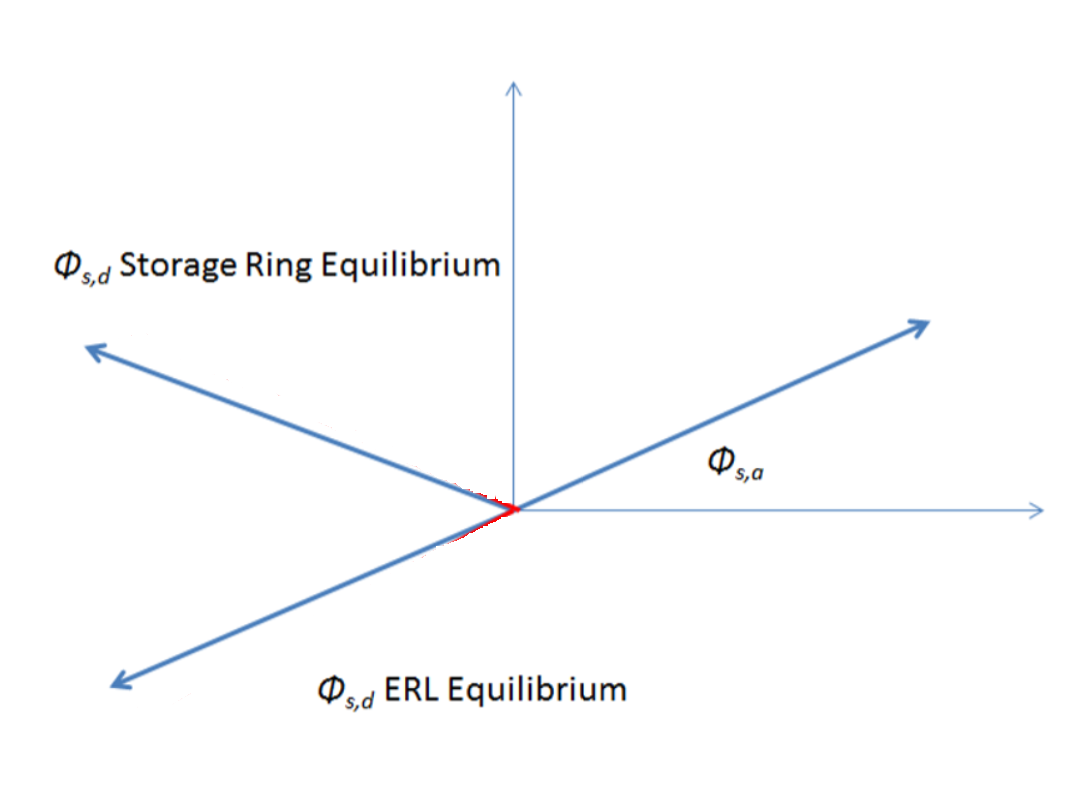 Φs,d Storage Ring Equilibrium
Φs,a
Φs,d ERL Equilibrium